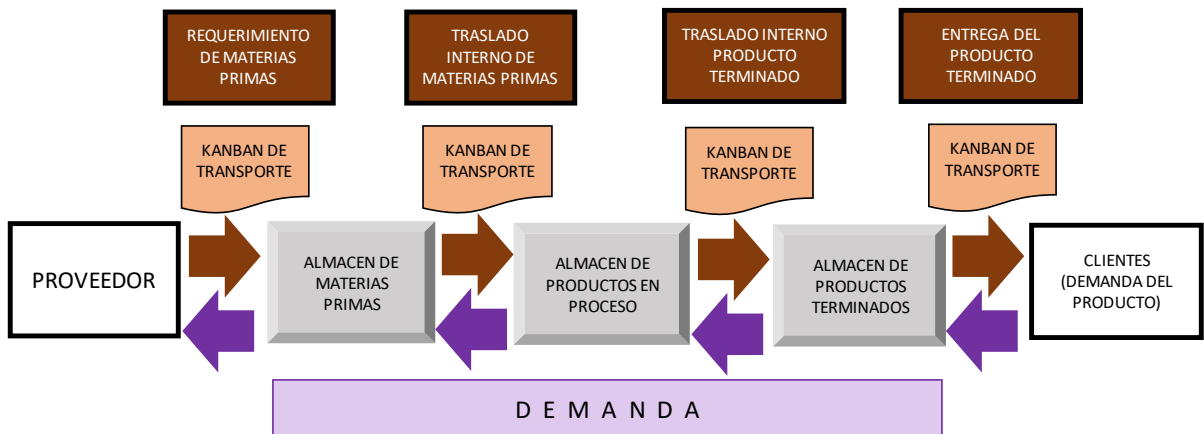 REQUERIMIENTO
DE MATERIAS
PRIMAS
TRASLADO
INTERNO DE
MATERIAS PRIMAS
TRASLADO INTERNO
PRODUCTO
TERMINADO
ENTREGA DEL
PRODUCTO
TERMINADO
KANBAN DE
TRANSPORTE
KANBAN DE
TRANSPORTE
KANBAN DE
TRANSPORTE
KANBAN DE
TRANSPORTE
PROVEEDOR
ALMACEN DE
MATERIAS
PRIMAS
ALMACEN DE
PRODUCTOS EN
PROCESO
ALMACEN DE
PRODUCTOS
TERMINADOS
CLIENTES
(DEMANDA DEL
PRODUCTO)
D E M A N D A